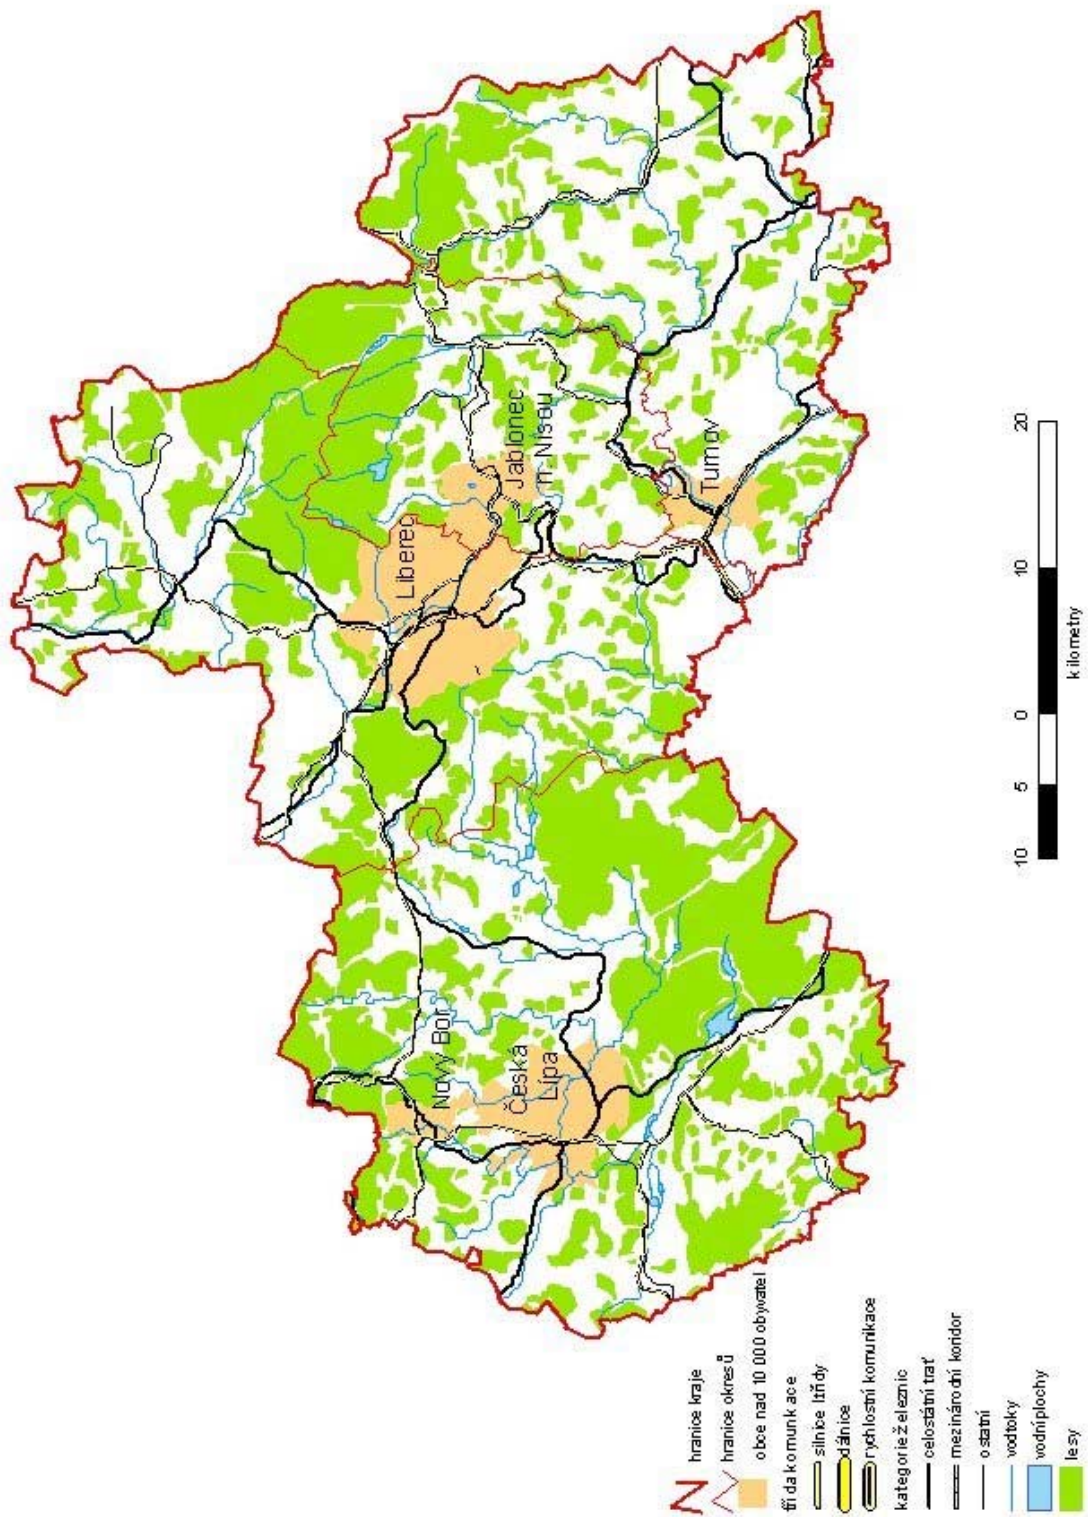 Liberec
Jablonec
n. Nisou
Turnov
Nový Bor
Česká
Lípa
hranice kraje
hranice okresů
obce nad 10 000 obyvatel
třída komunikace
silnice I.třídy
dálnice
rychlostní komunikace
kategorie železnic
celostátní trať
mezinárodní koridor
ostatní
vodtoky
vodníplochy
lesy
10 5 0 10 20
kilometry